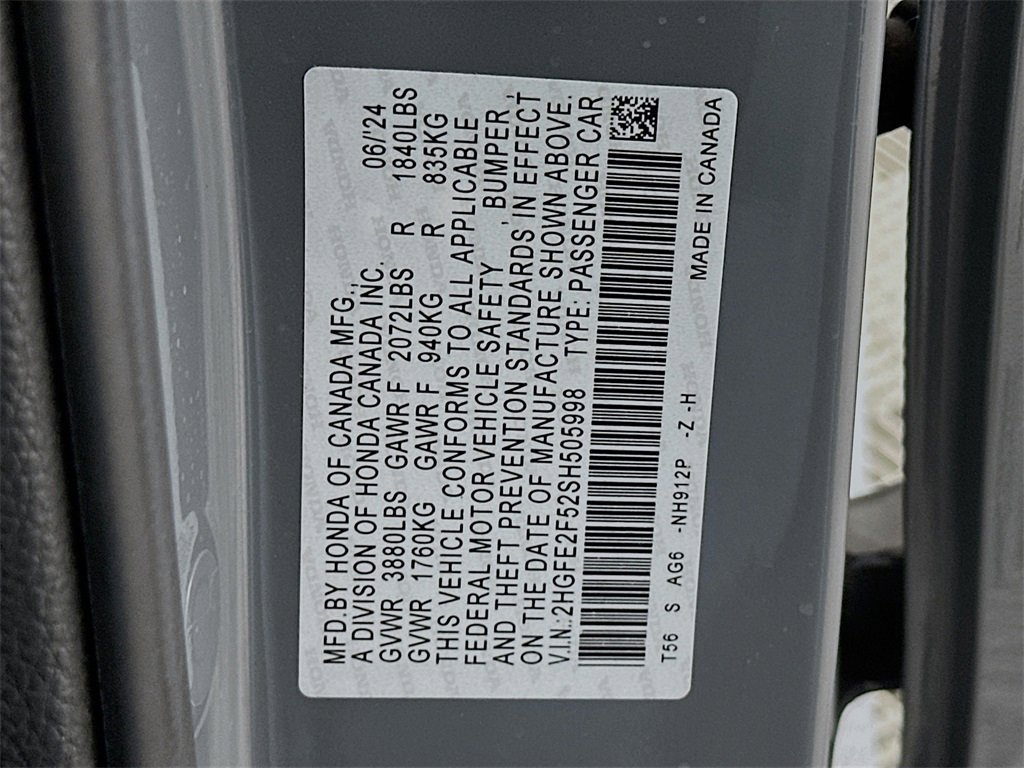 MFD.BY HONDA OF CANADA MFG., 06/'24
A DIVISION OF HONDA CANADA INC.
GVWR 3880LBS GAWR F 2072LBS R 1840LBS
GVWR 1760KG GAWR F 940KG R 835KG
THIS VEHICLE CONFORMS TO ALL APPLICABLE
FEDERAL MOTOR VEHICLE SAFETY , BUMPER ,
AND THEFT PREVENTION STANDARDS IN EFFECT
ON THE DATE OF MANUFACTURE SHOWN ABOVE.
V.I.N.:2HGFE2F52SH505998 TYPE: PASSENGER CAR
T56 S AG6 -NH912P -Z -H MADE IN CANADA